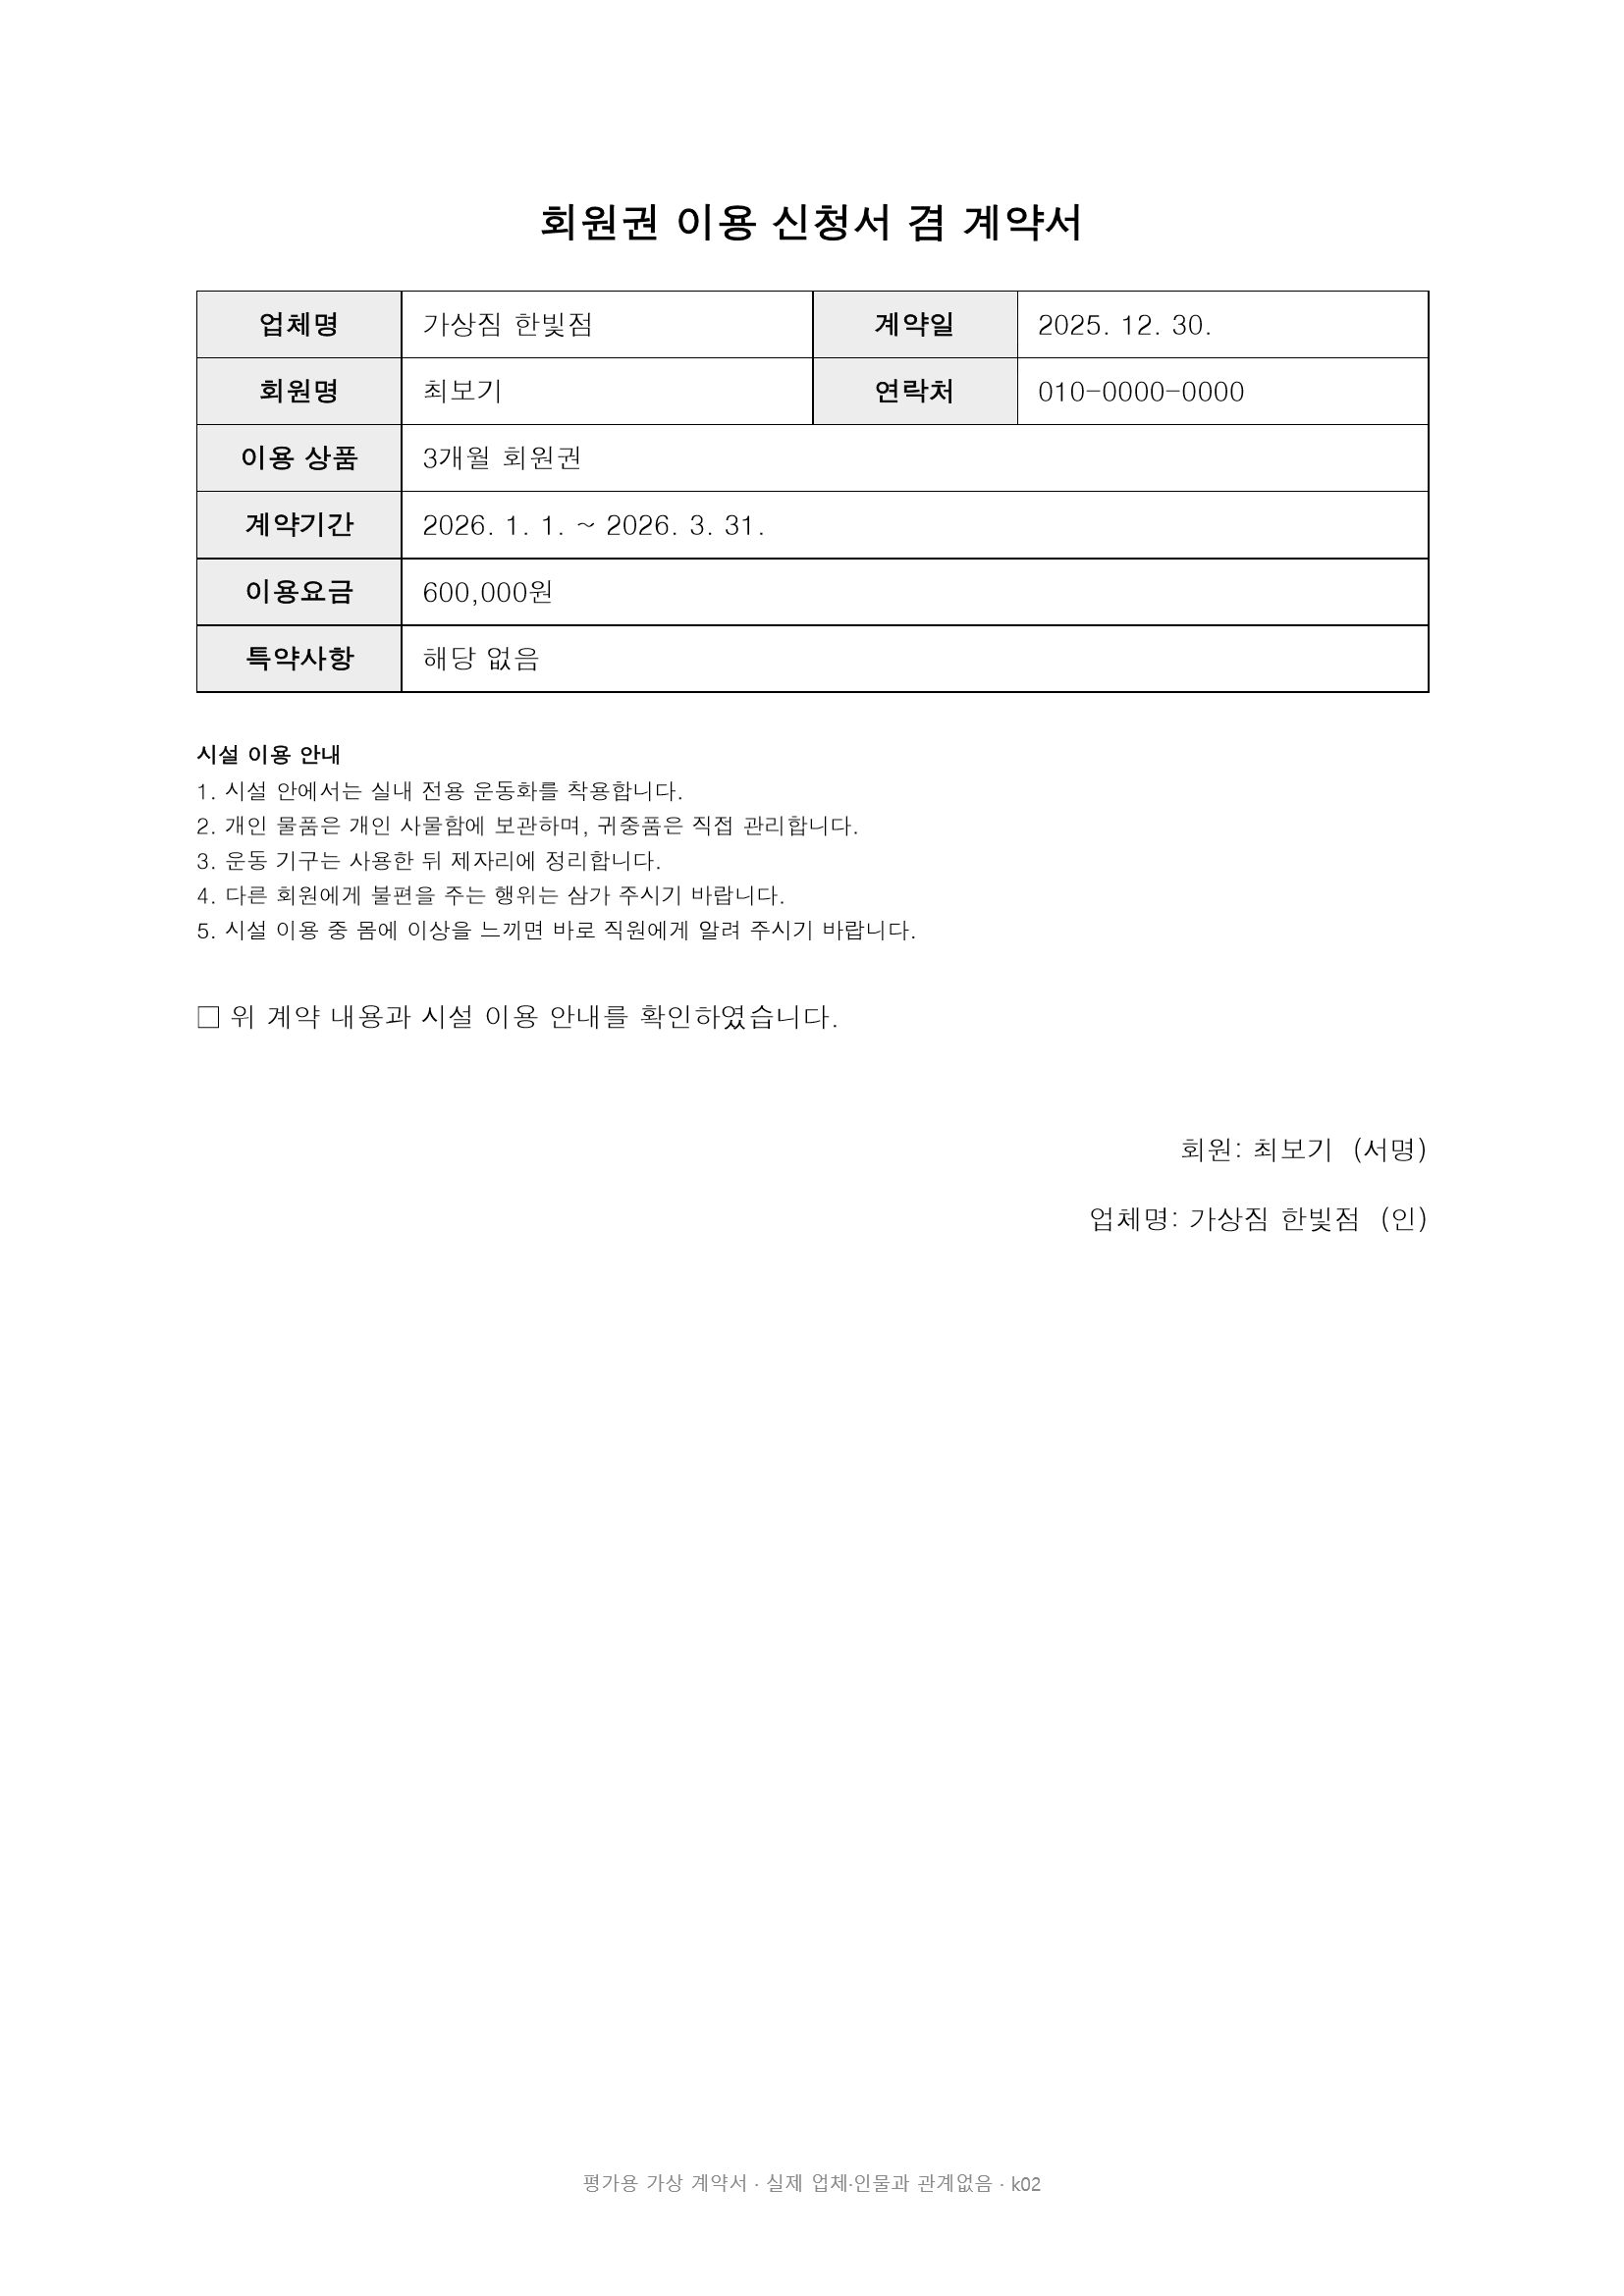 회원권 이용 신청서 겸 계약서
업체명 가상짐 한빛점 계약일 2025. 12. 30.
회원명 최보기 연락처 010-0000-0000
이용 상품 3개월 회원권
계약기간 2026. 1. 1. ~ 2026. 3. 31.
이용요금 600,000원
특약사항 해당 없음
시설 이용 안내
1. 시설 안에서는 실내 전용 운동화를 착용합니다.
2. 개인 물품은 개인 사물함에 보관하며, 귀중품은 직접 관리합니다.
3. 운동 기구는 사용한 뒤 제자리에 정리합니다.
4. 다른 회원에게 불편을 주는 행위는 삼가 주시기 바랍니다.
5. 시설 이용 중 몸에 이상을 느끼면 바로 직원에게 알려 주시기 바랍니다.
□ 위 계약 내용과 시설 이용 안내를 확인하였습니다.
회원: 최보기 (서명)
업체명: 가상짐 한빛점 (인)
평가용 가상 계약서 · 실제 업체·인물과 관계없음 · k02